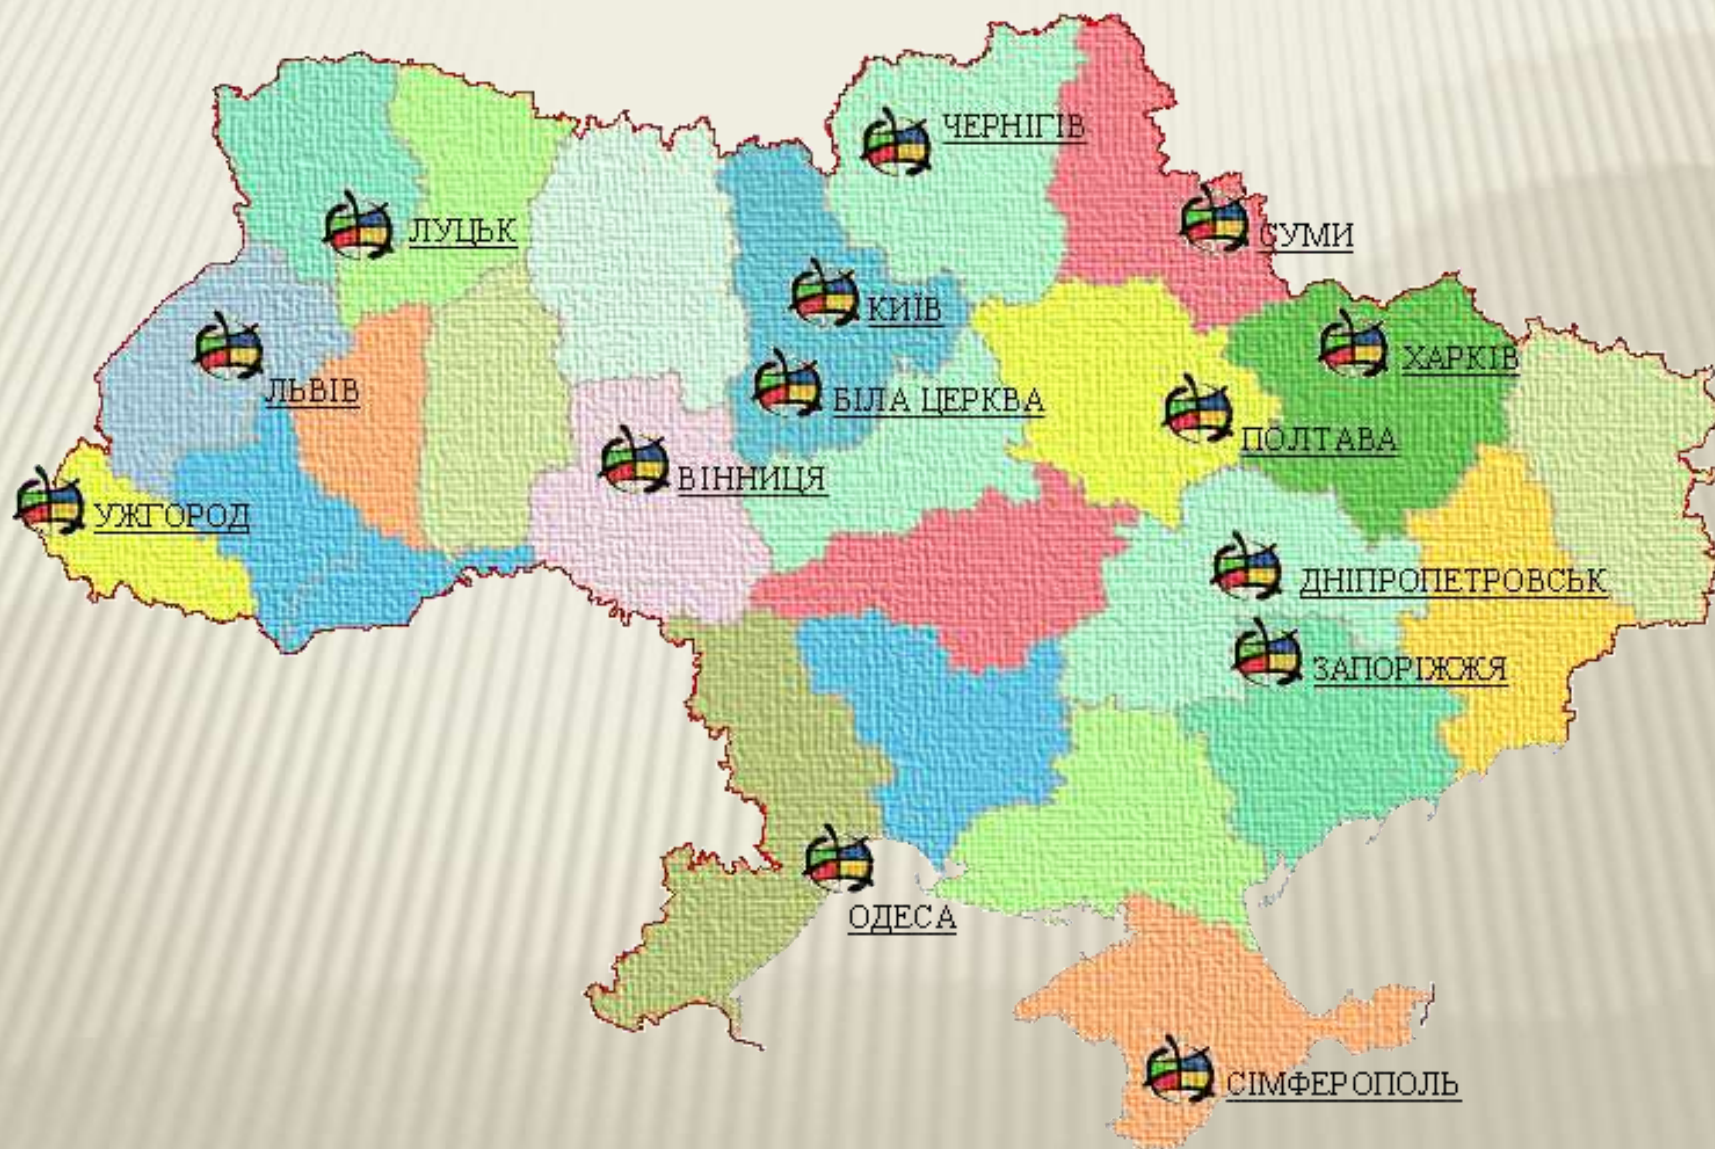 ЧЕРНІГІВ
ЛУЦЬК
СУМИ
КИЇВ
ХАРКІВ
ЛЬВІВ
БІЛА ЦЕРКВА
ПОЛТАВА
ВІННИЦЯ
УЖГОРОД
ДНІПРОПЕТРОВСЬК
ЗАПОРІЖЖЯ
ОДЕСА
СІМФЕРОПОЛЬ